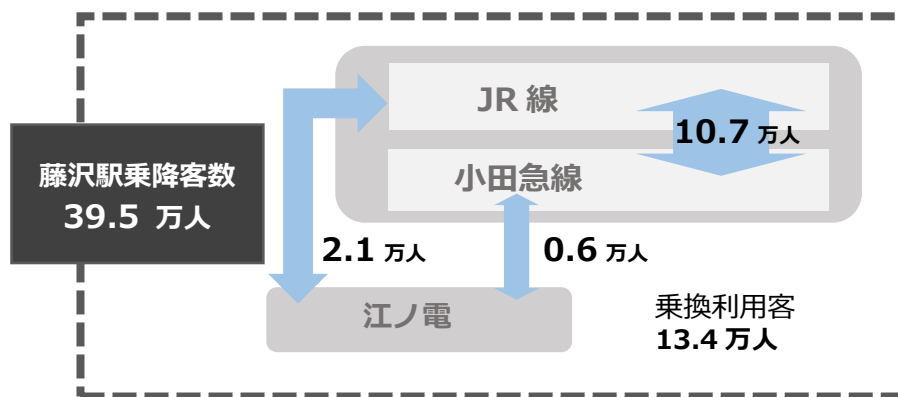 JR 線
10.7 万人
藤沢駅乗降客数
39.5 万人
小田急線
2.1 万人
0.6 万人
江ノ電
乗換利用客
13.4 万人